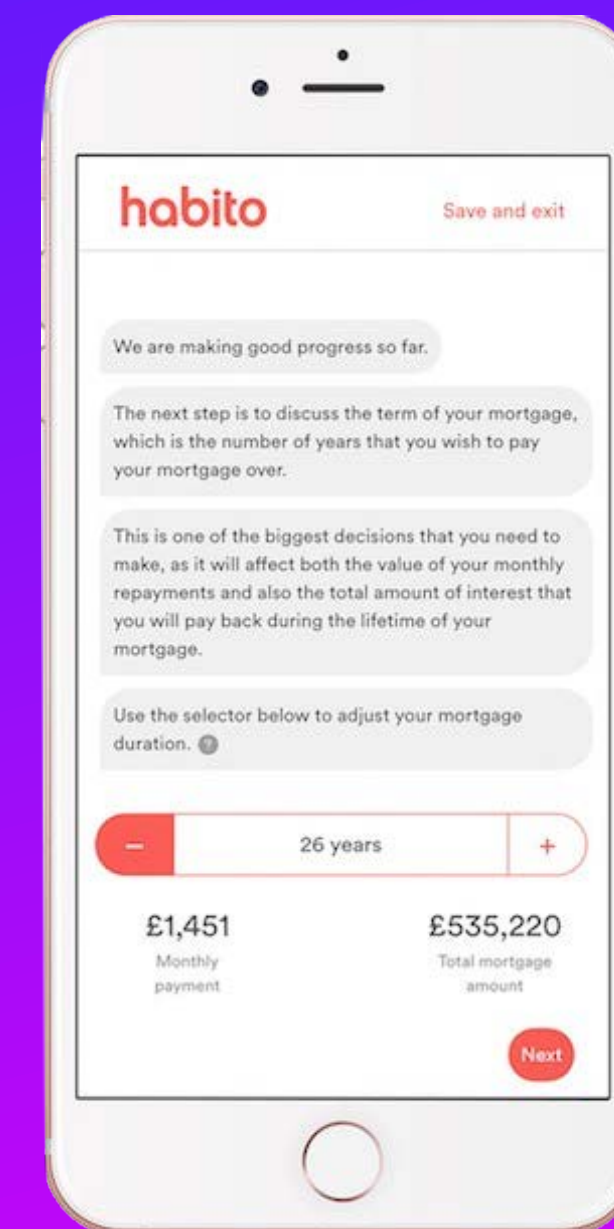 habito
Save and exit
We are making good progress so far.
The next step is to discuss the term of your mortgage,
which is the number of years that you wish to pay
your mortgage over.
This is one of the biggest decisions that you need to
make, as it will affect both the value of your monthly
repayments and also the total amount of interest that
you will pay back during the lifetime of your
mortgage.
Use the selector below to adjust your mortgage
duration. ?
− 26 years +
£1,451
Monthly
payment
£535,220
Total mortgage
amount
Next